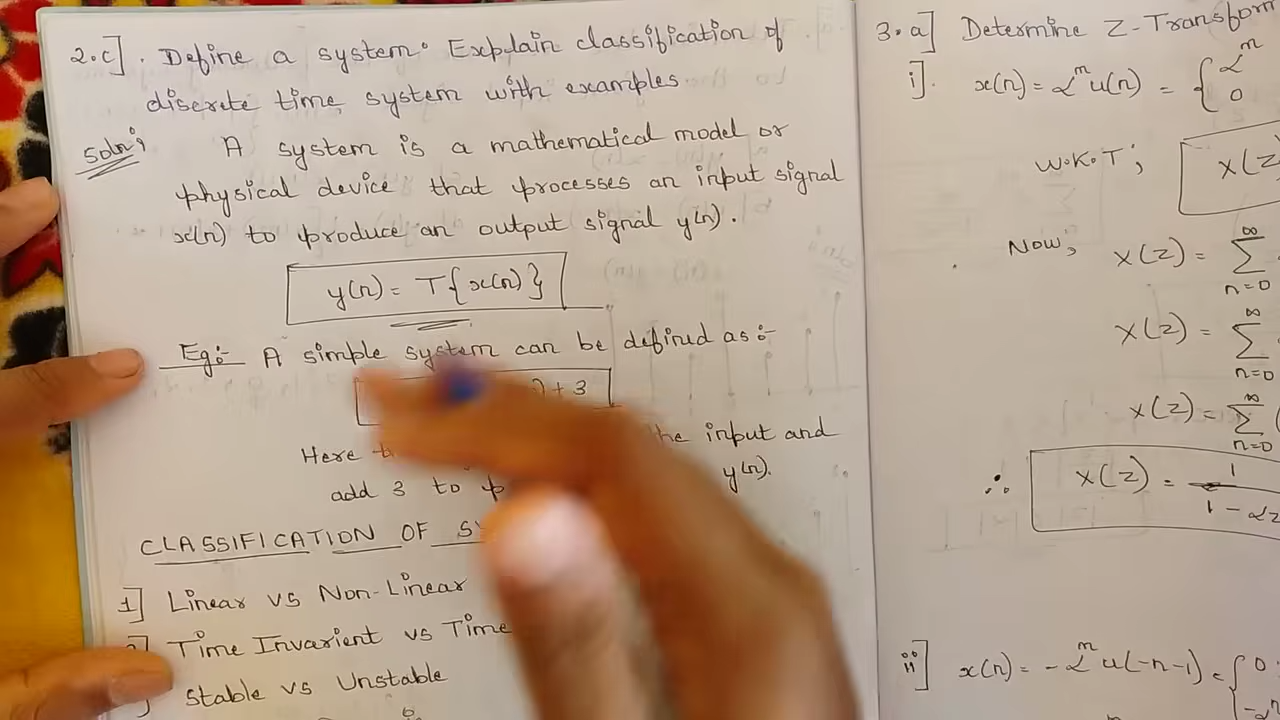 2.c]. Define a system. Explain classification of
discrete time system with examples.
Soln:
A system is a mathematical model or
physical device that processes an input signal
x(n) to produce an output signal y(n).
y(n) = T{x(n)}
Eg:- A simple system can be defined as:-
+ 3
Here
the input and
add 3 to
y(n).
CLASSIFICATION OF
1] Linear vs Non-Linear
Time Invarient vs Time
Stable vs Unstable
3.a] Determine Z-Transform
i]. x(n) = α^m u(n) = { α^m
0
W.K.T;
X(z
Now; X(z) = ∑ n=0 ∞
X(z) = ∑ n=0 ∞
X(z) = ∑ n=0 ∞ (
∴ X(z) = 1
1 - αz
ii] x(n) = -α^m u(-n-1) = { 0
-α^n